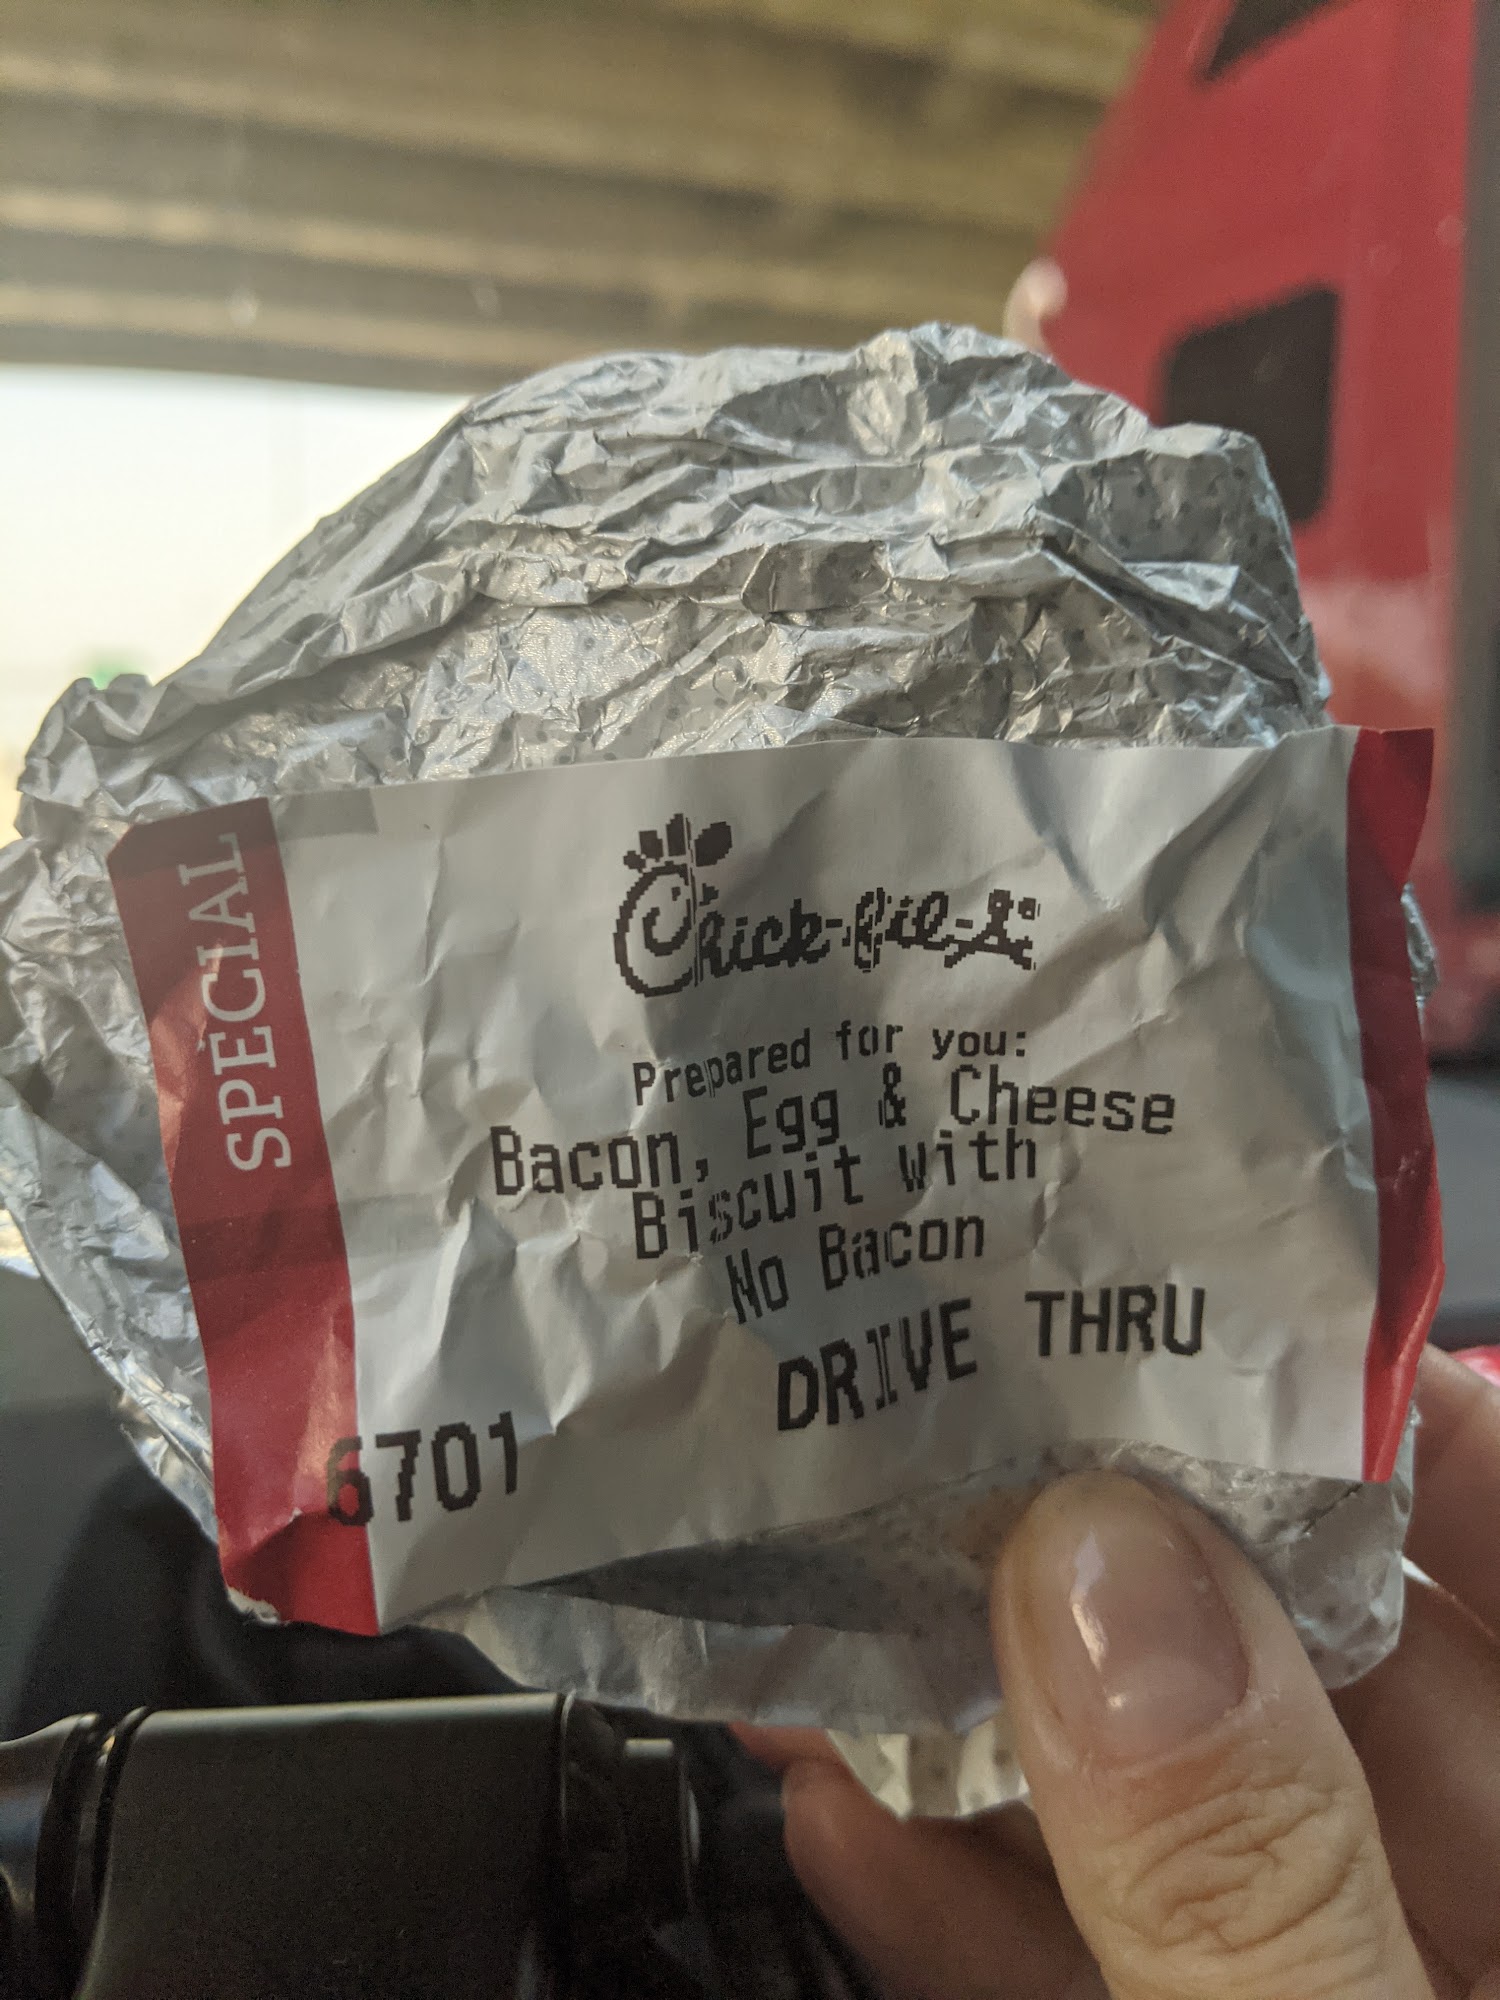 SPECIAL
Chick-fil-A®
Prepared for you:
Bacon, Egg & Cheese
Biscuit with
No Bacon
DRIVE THRU
6701